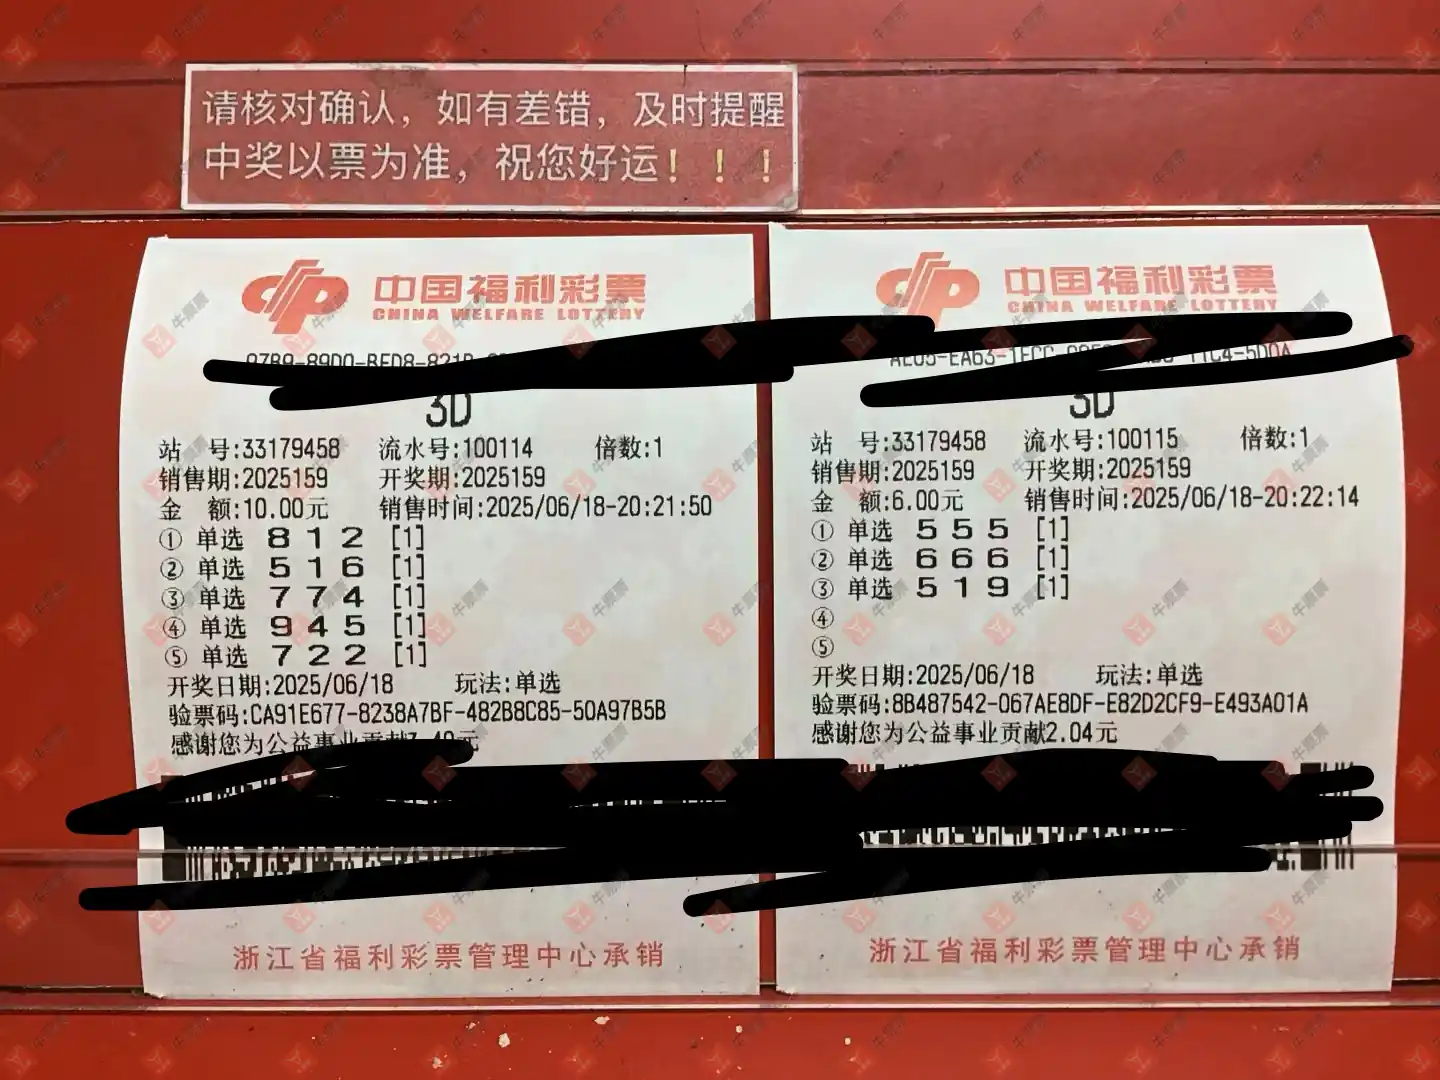 请核对确认，如有差错，及时提醒
中奖以票为准，祝您好运！！！
中国福利彩票
CHINA WELFARE LOTTERY
3D
站 号:33179458 流水号:100114 倍数:1
销售期:2025159 开奖期:2025159
金 额:10.00元 销售时间:2025/06/18-20:21:50
① 单选 8 1 2 [1]
② 单选 5 1 6 [1]
③ 单选 7 7 4 [1]
④ 单选 9 4 5 [1]
⑤ 单选 7 2 2 [1]
开奖日期:2025/06/18 玩法:单选
验票码:CA91E677-8238A7BF-482B8C85-50A97B5B
感谢您为公益事业贡献3.40元
浙江省福利彩票管理中心承销
中国福利彩票
CHINA WELFARE LOTTERY
3D
站 号:33179458 流水号:100115 倍数:1
销售期:2025159 开奖期:2025159
金 额:6.00元 销售时间:2025/06/18-20:22:14
① 单选 5 5 5 [1]
② 单选 6 6 6 [1]
③ 单选 5 1 9 [1]
④
⑤
开奖日期:2025/06/18 玩法:单选
验票码:8B487542-067AE8DF-E82D2CF9-E493A01A
感谢您为公益事业贡献2.04元
浙江省福利彩票管理中心承销
牛票票